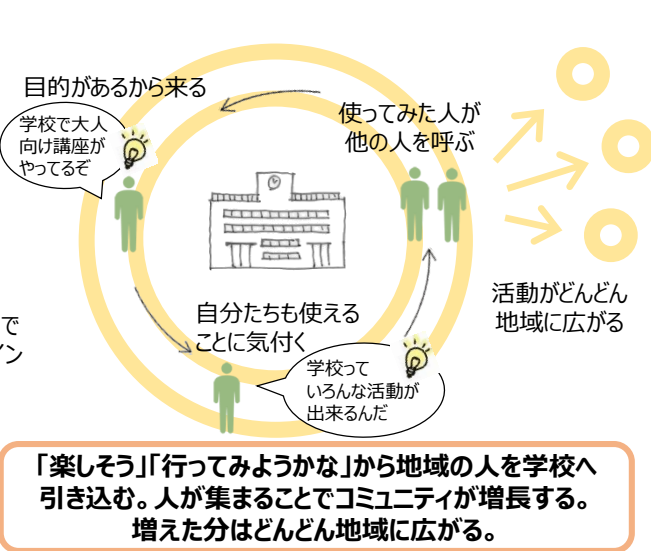 目的があるから来る
学校で大人
向け講座が
やってるぞ
使ってみた人が
他の人を呼ぶ
自分たちも使える
ことに気付く
学校って
いろんな活動が
出来るんだ
活動がどんどん
地域に広がる
で
イン
「楽しそう」「行ってみようかな」から地域の人を学校へ
引き込む。人が集まることでコミュニティが増長する。
増えた分はどんどん地域に広がる。